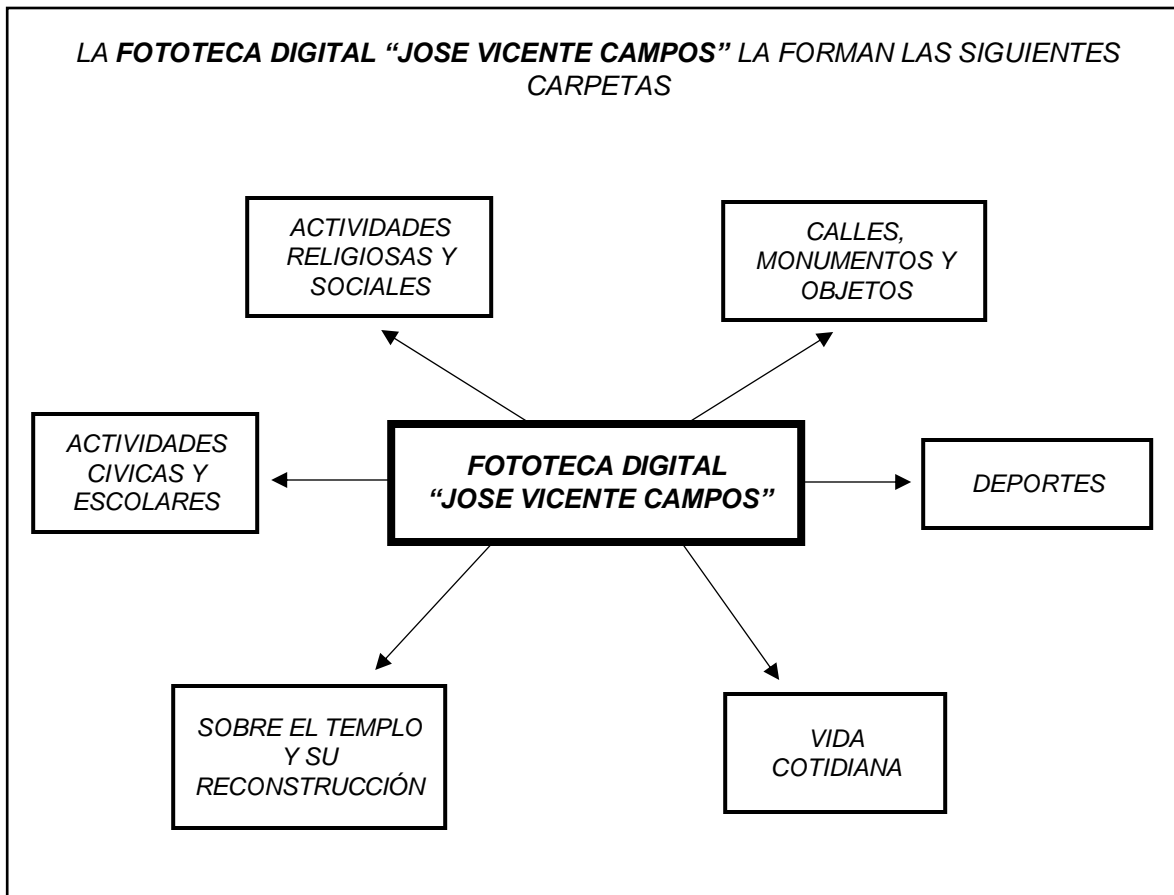 LA FOTOTECA DIGITAL “JOSE VICENTE CAMPOS” LA FORMAN LAS SIGUIENTES
CARPETAS
ACTIVIDADES
RELIGIOSAS Y
SOCIALES
CALLES,
MONUMENTOS Y
OBJETOS
ACTIVIDADES
CIVICAS Y
ESCOLARES
FOTOTECA DIGITAL
“JOSE VICENTE CAMPOS”
DEPORTES
SOBRE EL TEMPLO
Y SU
RECONSTRUCCIÓN
VIDA
COTIDIANA